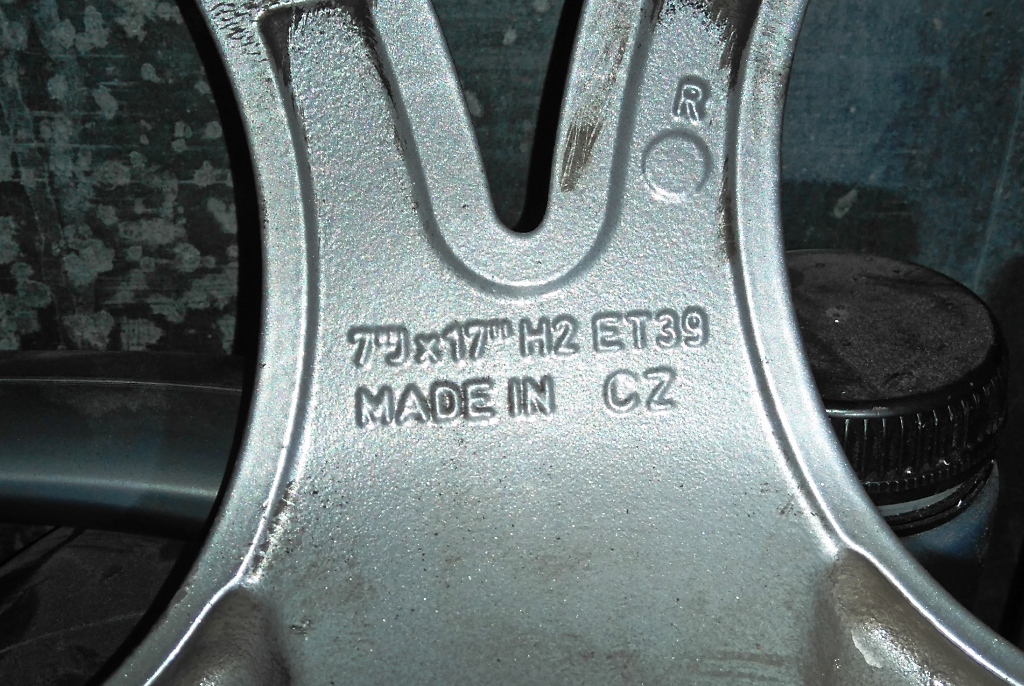 R
7"J x 17" H2 ET39
MADE IN CZ